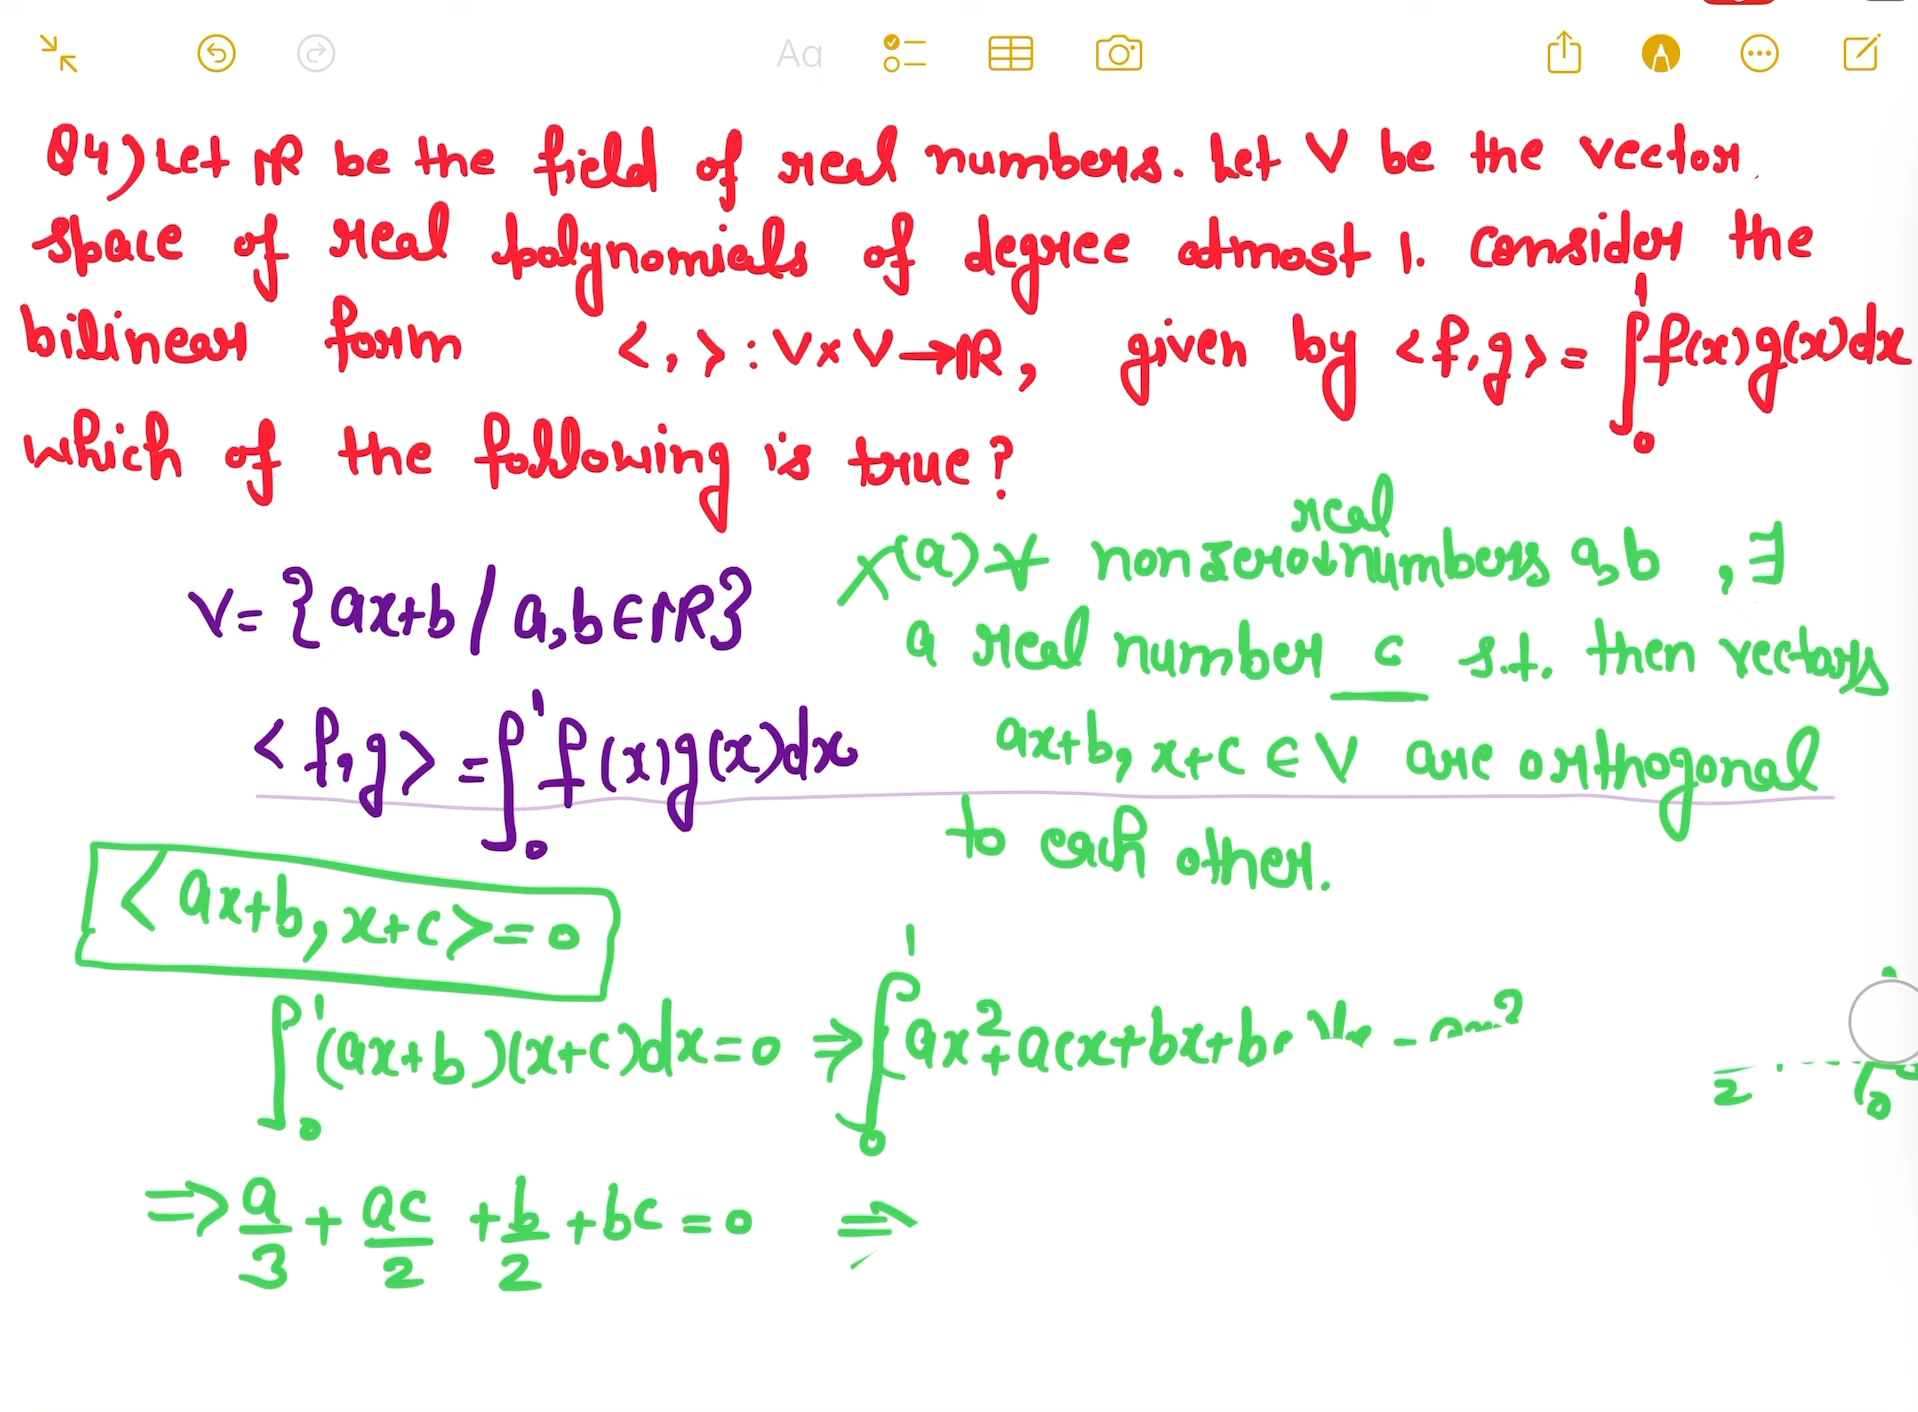 Aa
Q4) Let ℝ be the field of real numbers. Let V be the vector
space of real polynomials of degree atmost 1. Consider the
bilinear form <,>: V×V→ℝ, given by <f,g> = ∫₀¹ f(x)g(x)dx
which of the following is true?
V = {ax+b / a,b∈ℝ}
<f,g> = ∫₀¹ f(x)g(x)dx
×(a) ∀ nonzero real numbers a,b, ∃
a real number c s.t. then vectors
ax+b, x+c ∈ V are orthogonal
to each other.
<ax+b, x+c> = 0
∫₀¹ (ax+b)(x+c)dx = 0 ⇒ ∫₀¹ ax²+acx+bx+bc
⇒ a/3 + ac/2 + b/2 + bc = 0 ⇒